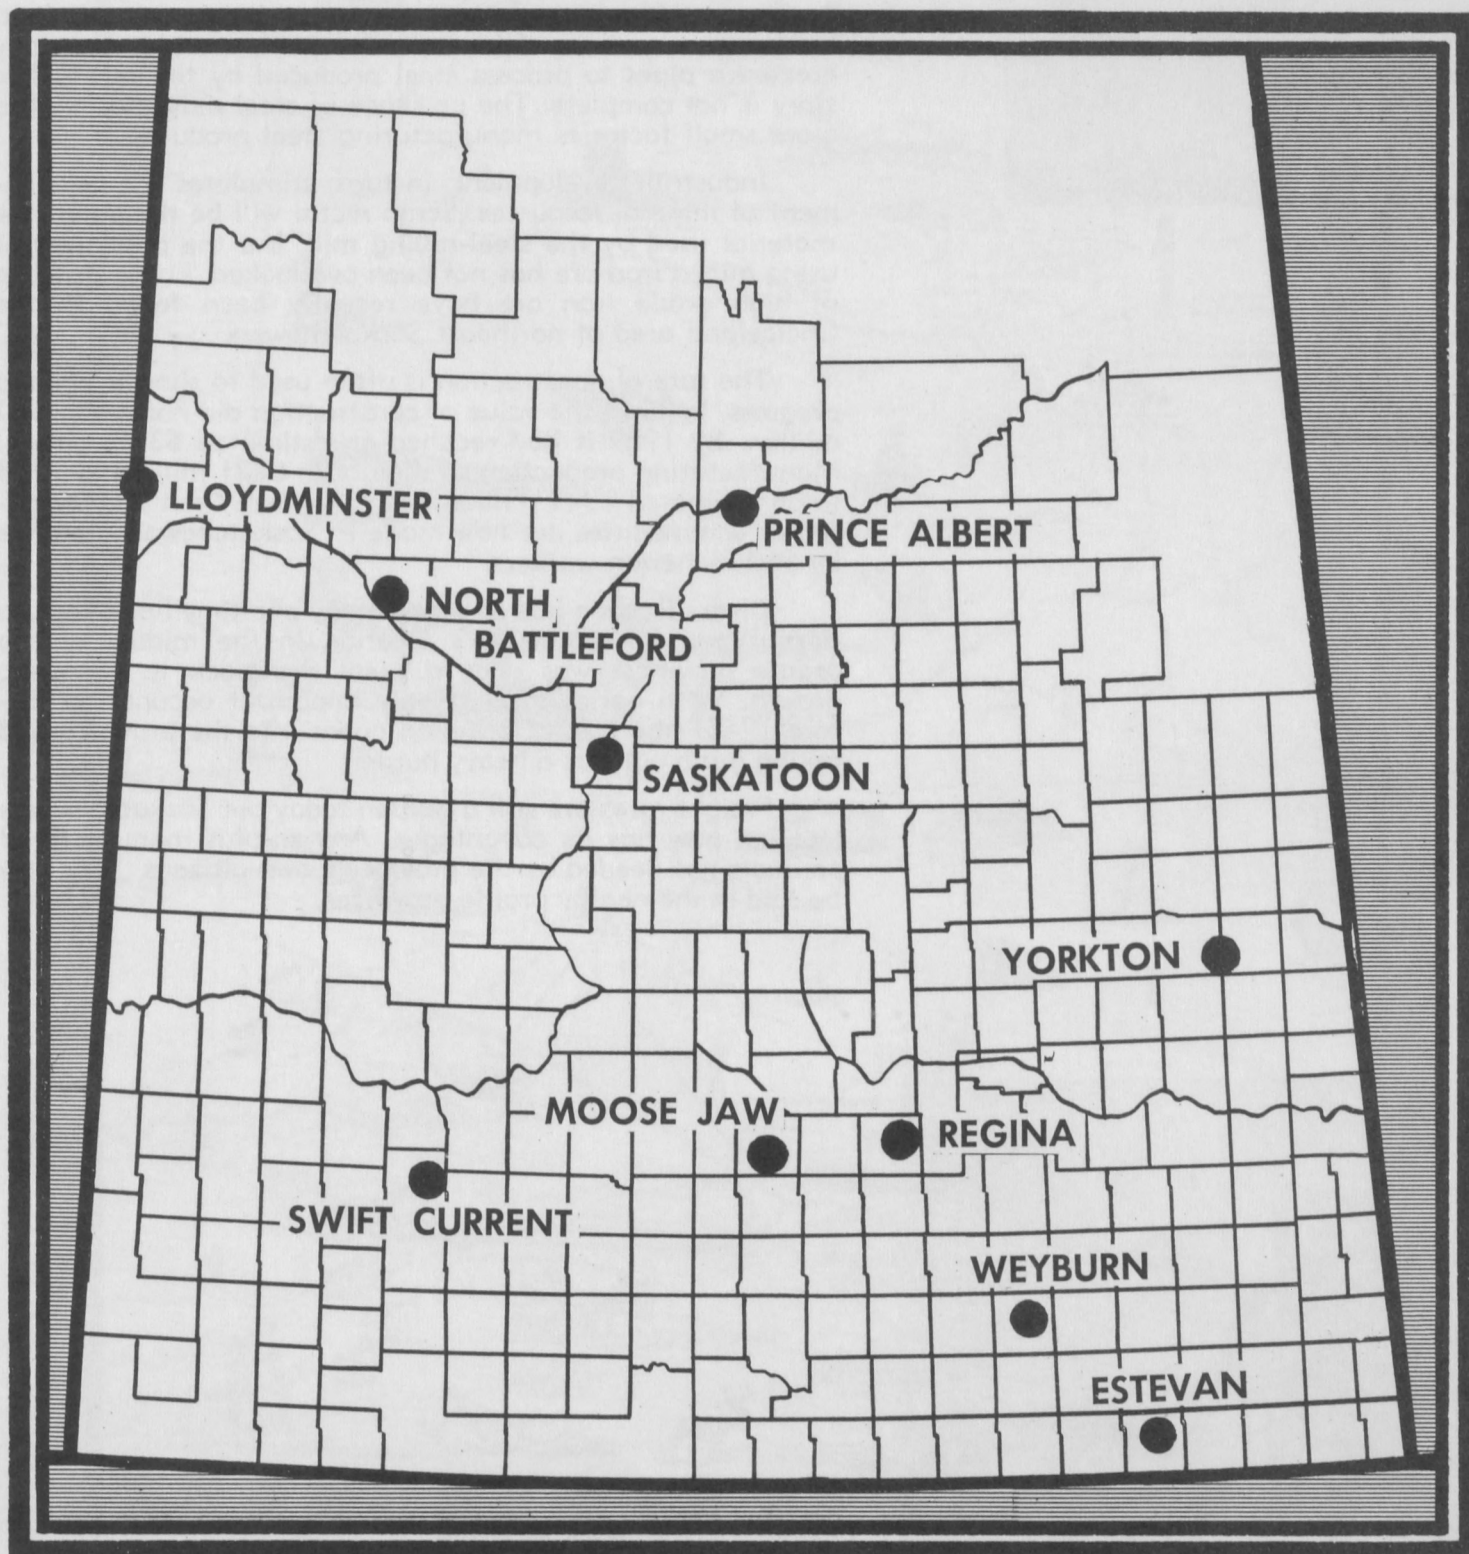 LLOYDMINSTER
PRINCE ALBERT
NORTH
BATTLEFORD
SASKATOON
YORKTON
MOOSE JAW
REGINA
SWIFT CURRENT
WEYBURN
ESTEVAN